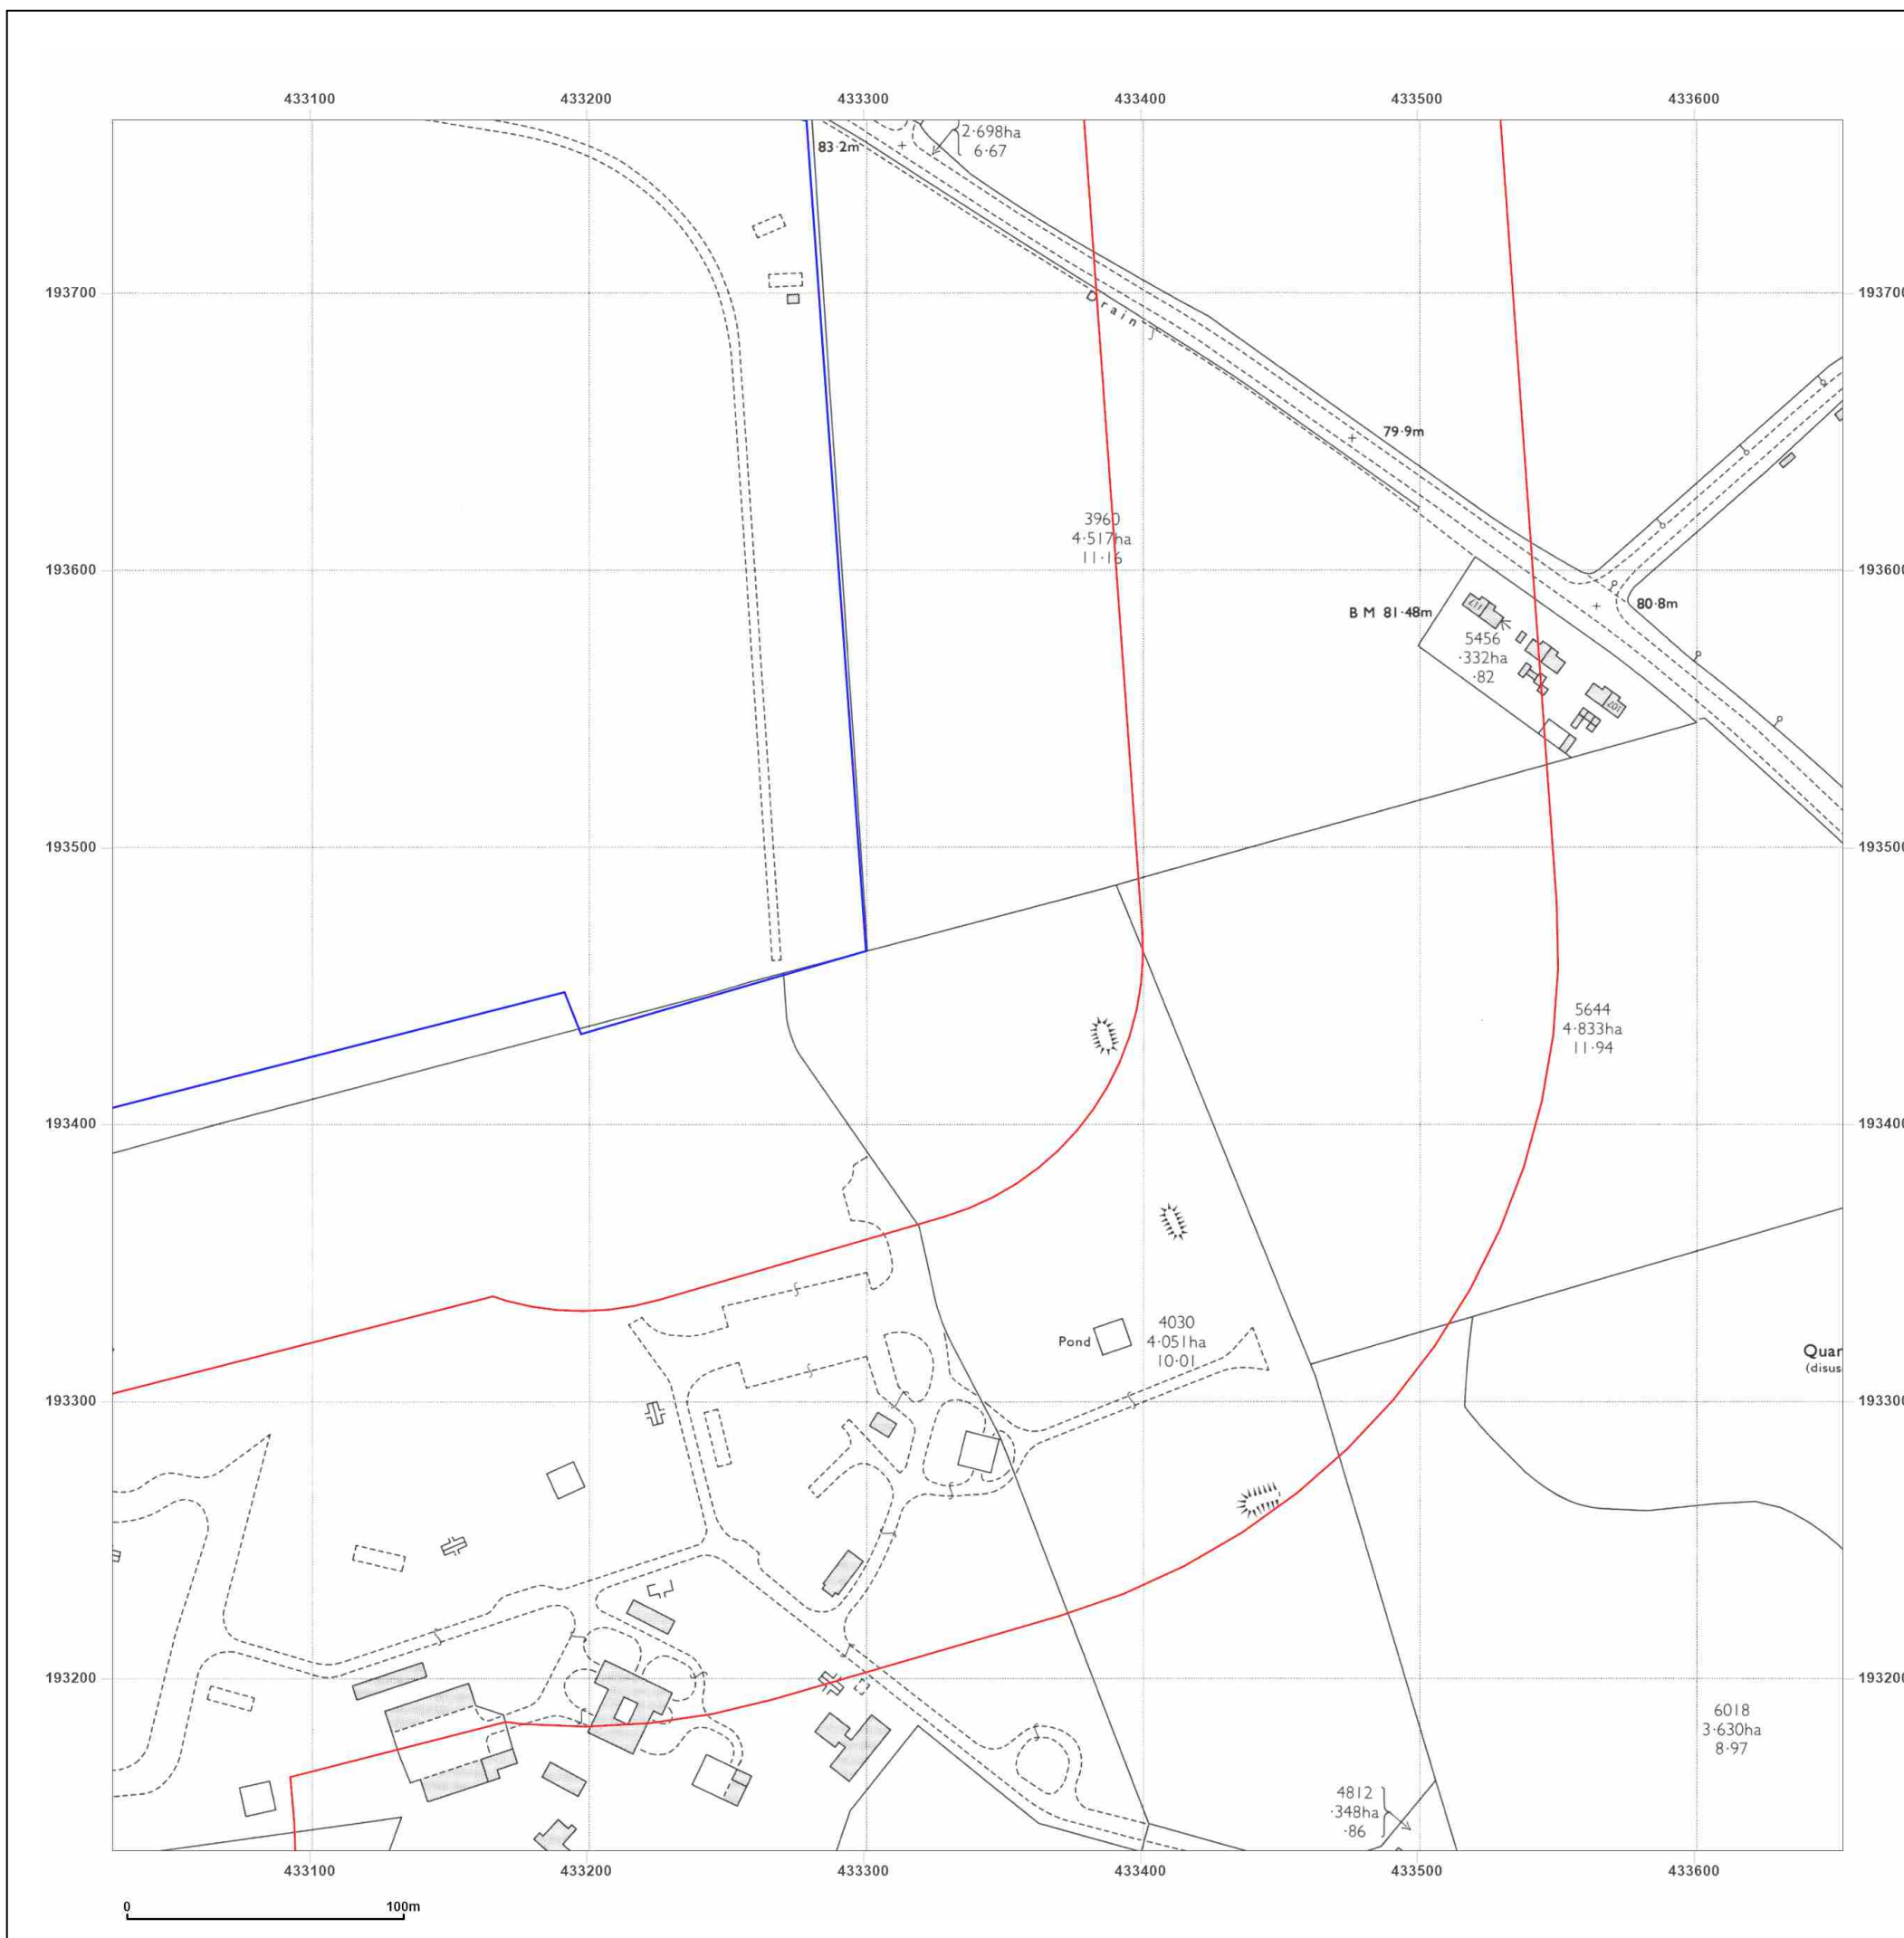 433100 433200 433300 433400 433500 433600
2·698ha
6·67
83·2m
193700 193700
Drain
79·9m
3960
4·517ha
11·16
193600 193600
117
B M 81·48m
80·8m
5456
·332ha
·82
107
193500 193500
5644
4·833ha
11·94
193400 193400
4030
4·051ha
10·01
Pond
Quar
(disus
193300 193300
193200 193200
6018
3·630ha
8·97
4812
·348ha
·86
433100 433200 433300 433400 433500 433600
0 100m